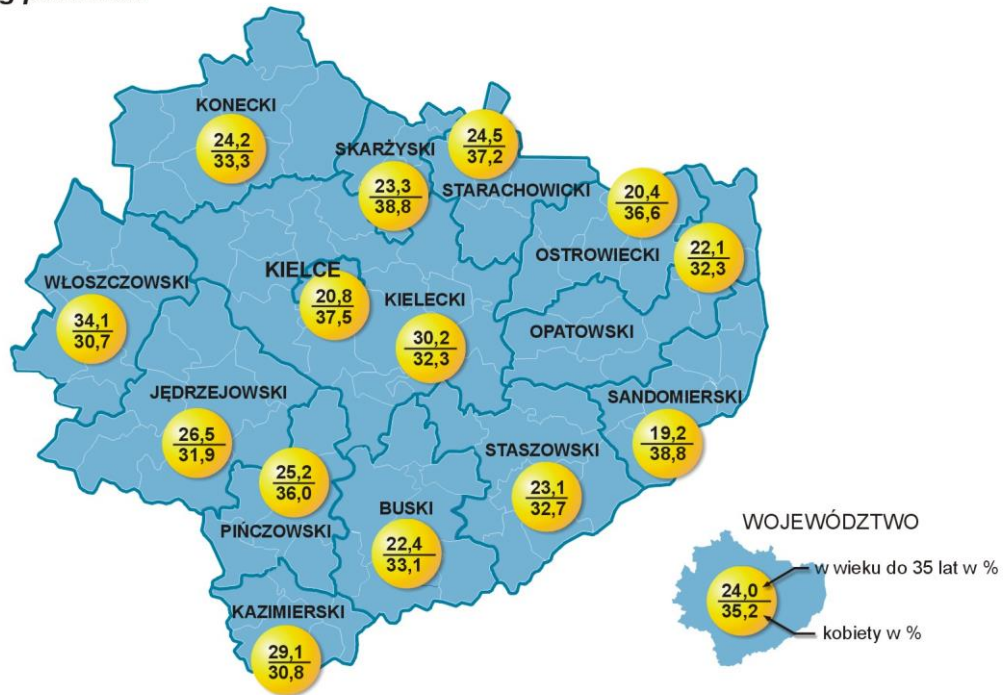 KONECKI
24,2
33,3
SKARŻYSKI
23,3
38,8
24,5
37,2
STARACHOWICKI
20,4
36,6
OSTROWIECKI
22,1
32,3
WŁOSZCZOWSKI
34,1
30,7
KIELCE
20,8
37,5
KIELECKI
30,2
32,3
OPATOWSKI
JĘDRZEJOWSKI
26,5
31,9
SANDOMIERSKI
19,2
38,8
25,2
36,0
PIŃCZOWSKI
BUSKI
22,4
33,1
STASZOWSKI
23,1
32,7
KAZIMIERSKI
29,1
30,8
WOJEWÓDZTWO
24,0
35,2
w wieku do 35 lat w %
kobiety w %